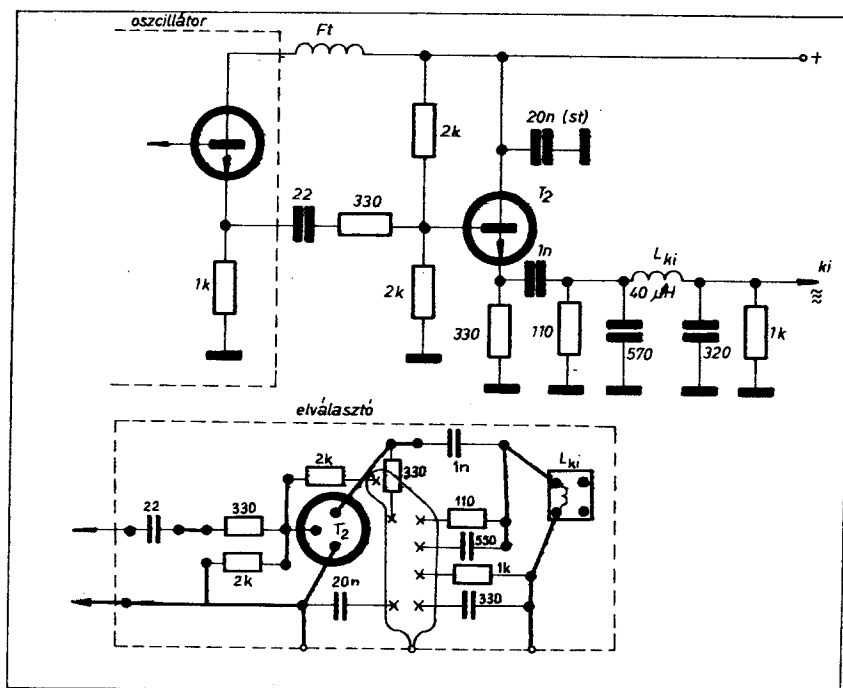 oszcillátor
Ft
+
2k
20n (st)
T2
22
330
1n
Lki
ki
≈
1k
2k
40 μH
330
110
570
320
1k
elválasztó
2k
330
1n
Lki
22
330
T2
110
550
2k
20n
1k
330